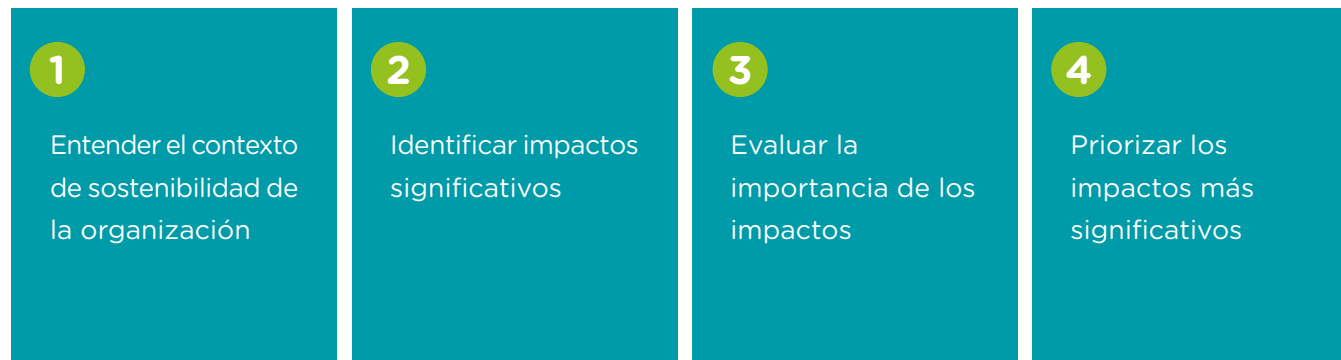 1
Entender el contexto
de sostenibilidad de
la organización
2
Identificar impactos
significativos
3
Evaluar la
importancia de los
impactos
4
Priorizar los
impactos más
significativos